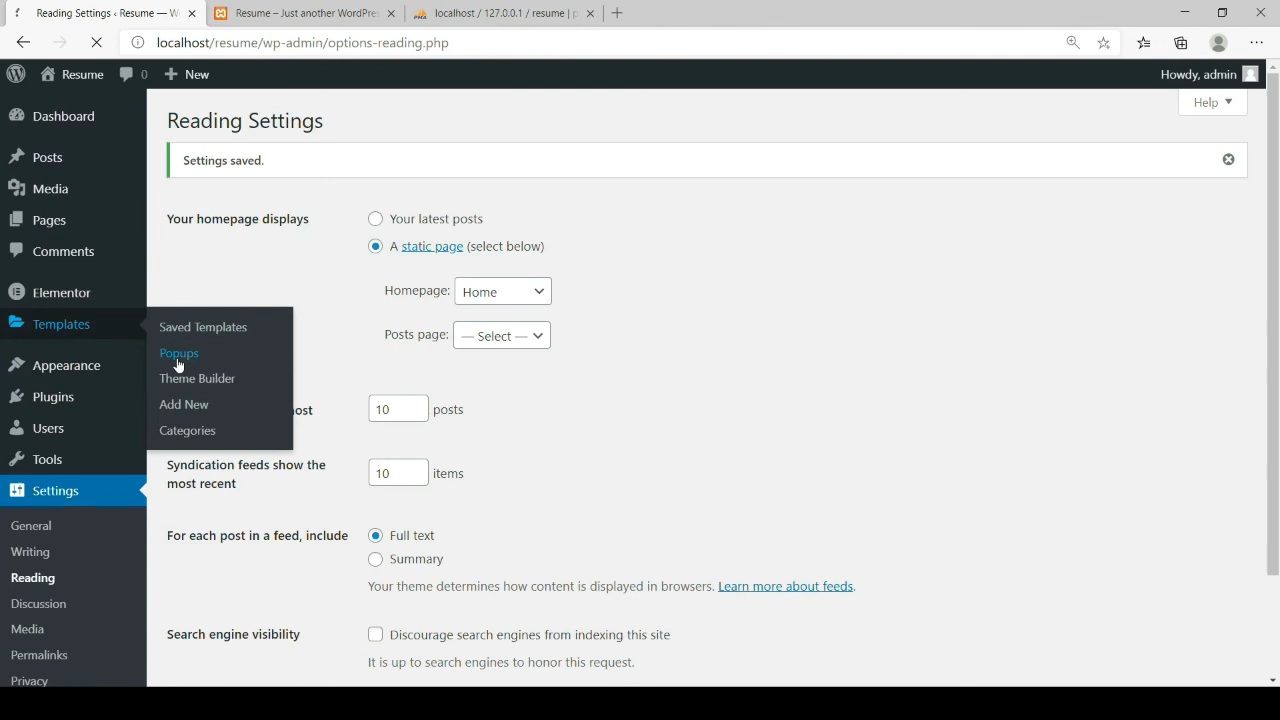 Reading Settings ‹ Resume — W
Resume – Just another WordPres
localhost / 127.0.0.1 / resume | p
localhost/resume/wp-admin/options-reading.php
Resume
0
New
Howdy, admin
Help
Dashboard
Posts
Media
Pages
Comments
Elementor
Templates
Appearance
Plugins
Users
Tools
Settings
General
Writing
Reading
Discussion
Media
Permalinks
Privacy
Saved Templates
Popups
Theme Builder
Add New
Categories
Reading Settings
Settings saved.
Your homepage displays
Your latest posts
A static page (select below)
Homepage: Home
Posts page: — Select —
10 posts
Syndication feeds show the
most recent
10 items
For each post in a feed, include
Full text
Summary
Your theme determines how content is displayed in browsers. Learn more about feeds.
Search engine visibility
Discourage search engines from indexing this site
It is up to search engines to honor this request.